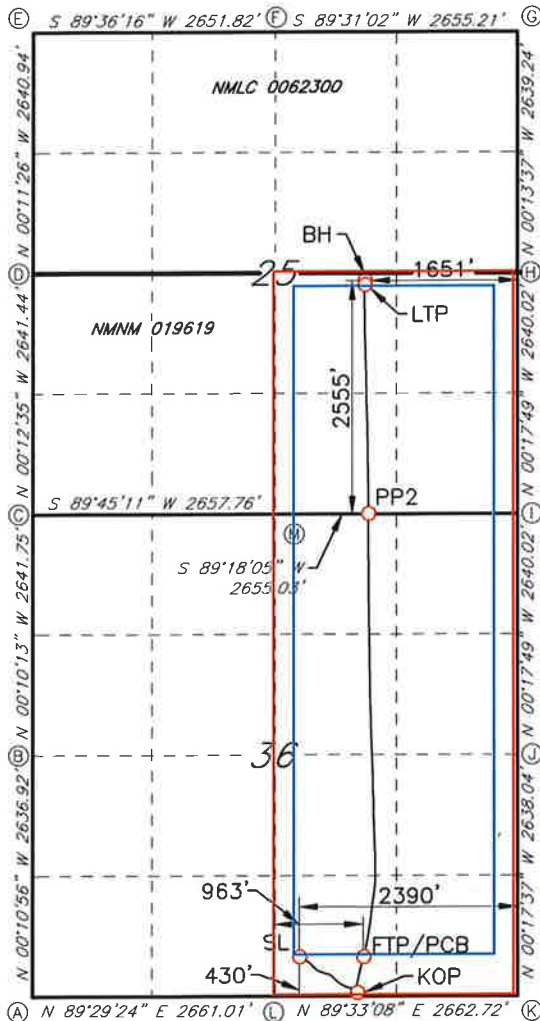 E S 89°36'16" W 2651.82' F S 89°31'02" W 2655.21' G
N 00°11'26" W 2640.94'
NMLC 0062300
N 00°13'37" W 2639.24'
BH
D 25 1651' H
LTP
NMNM 019619
N 00°12'35" W 2641.44'
2555'
N 00°17'49" W 2640.02'
S 89°45'11" W 2657.76'
PP2
C I
M
S 89°18'05" W
2655.03'
N 00°10'13" W 2641.75'
N 00°17'49" W 2640.02'
B 36 J
N 00°10'56" W 2636.92'
N 00°17'37" W 2638.04'
963' 2390'
SL FTP/PCB
430' KOP
A N 89°29'24" E 2661.01' L N 89°33'08" E 2662.72' K